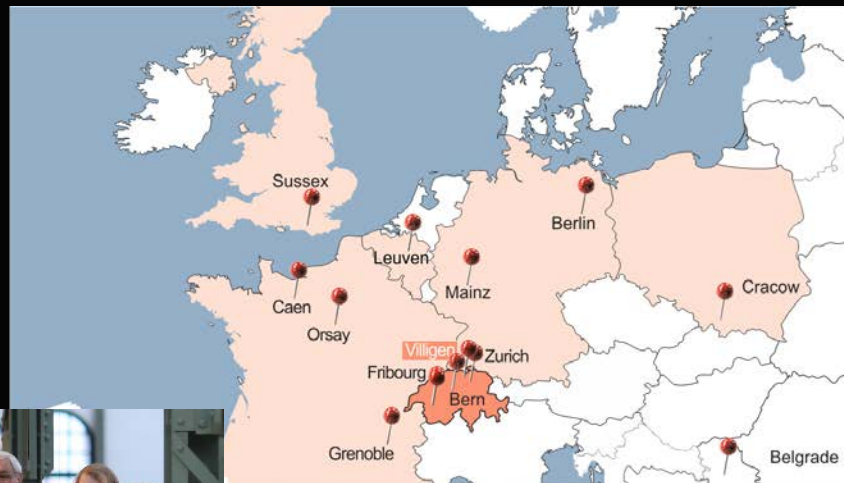 Sussex
Berlin
Leuven
Mainz
Cracow
Caen
Orsay
Villigen
Zurich
Fribourg
Bern
Grenoble
Belgrade